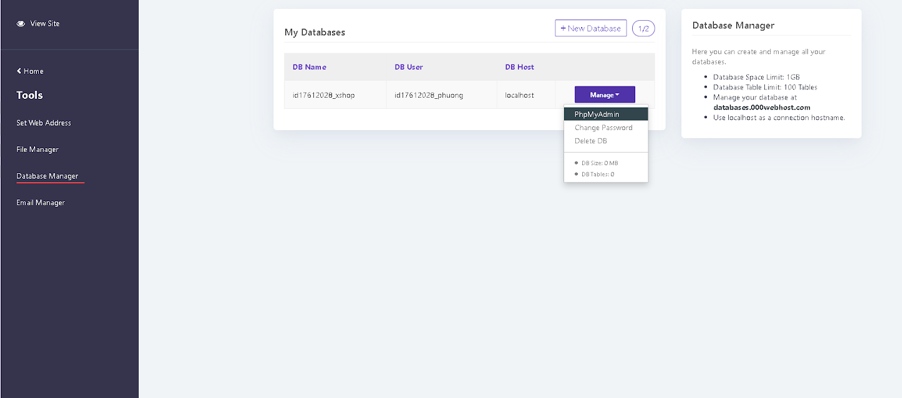 View Site
Home
Tools
Set Web Address
File Manager
Database Manager
Email Manager
My Databases
+ New Database
1/2
DB Name DB User DB Host
id17612028_xshop id17612028_phuong localhost
Manage
PhpMyAdmin
Change Password
Delete DB
DB Size: 0 MB
DB Tables: 0
Database Manager
Here you can create and manage all your
databases.
Database Space Limit: 1GB
Database Table Limit: 100 Tables
Manage your database at
databases.000webhost.com
Use localhost as a connection hostname.